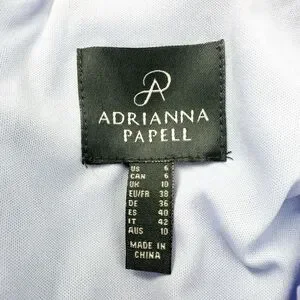 AP
ADRIANNA
PAPELL
US 6
CAN 6
UK 10
EU/FR 38
DE 36
ES 40
IT 42
AUS 10
MADE IN
CHINA